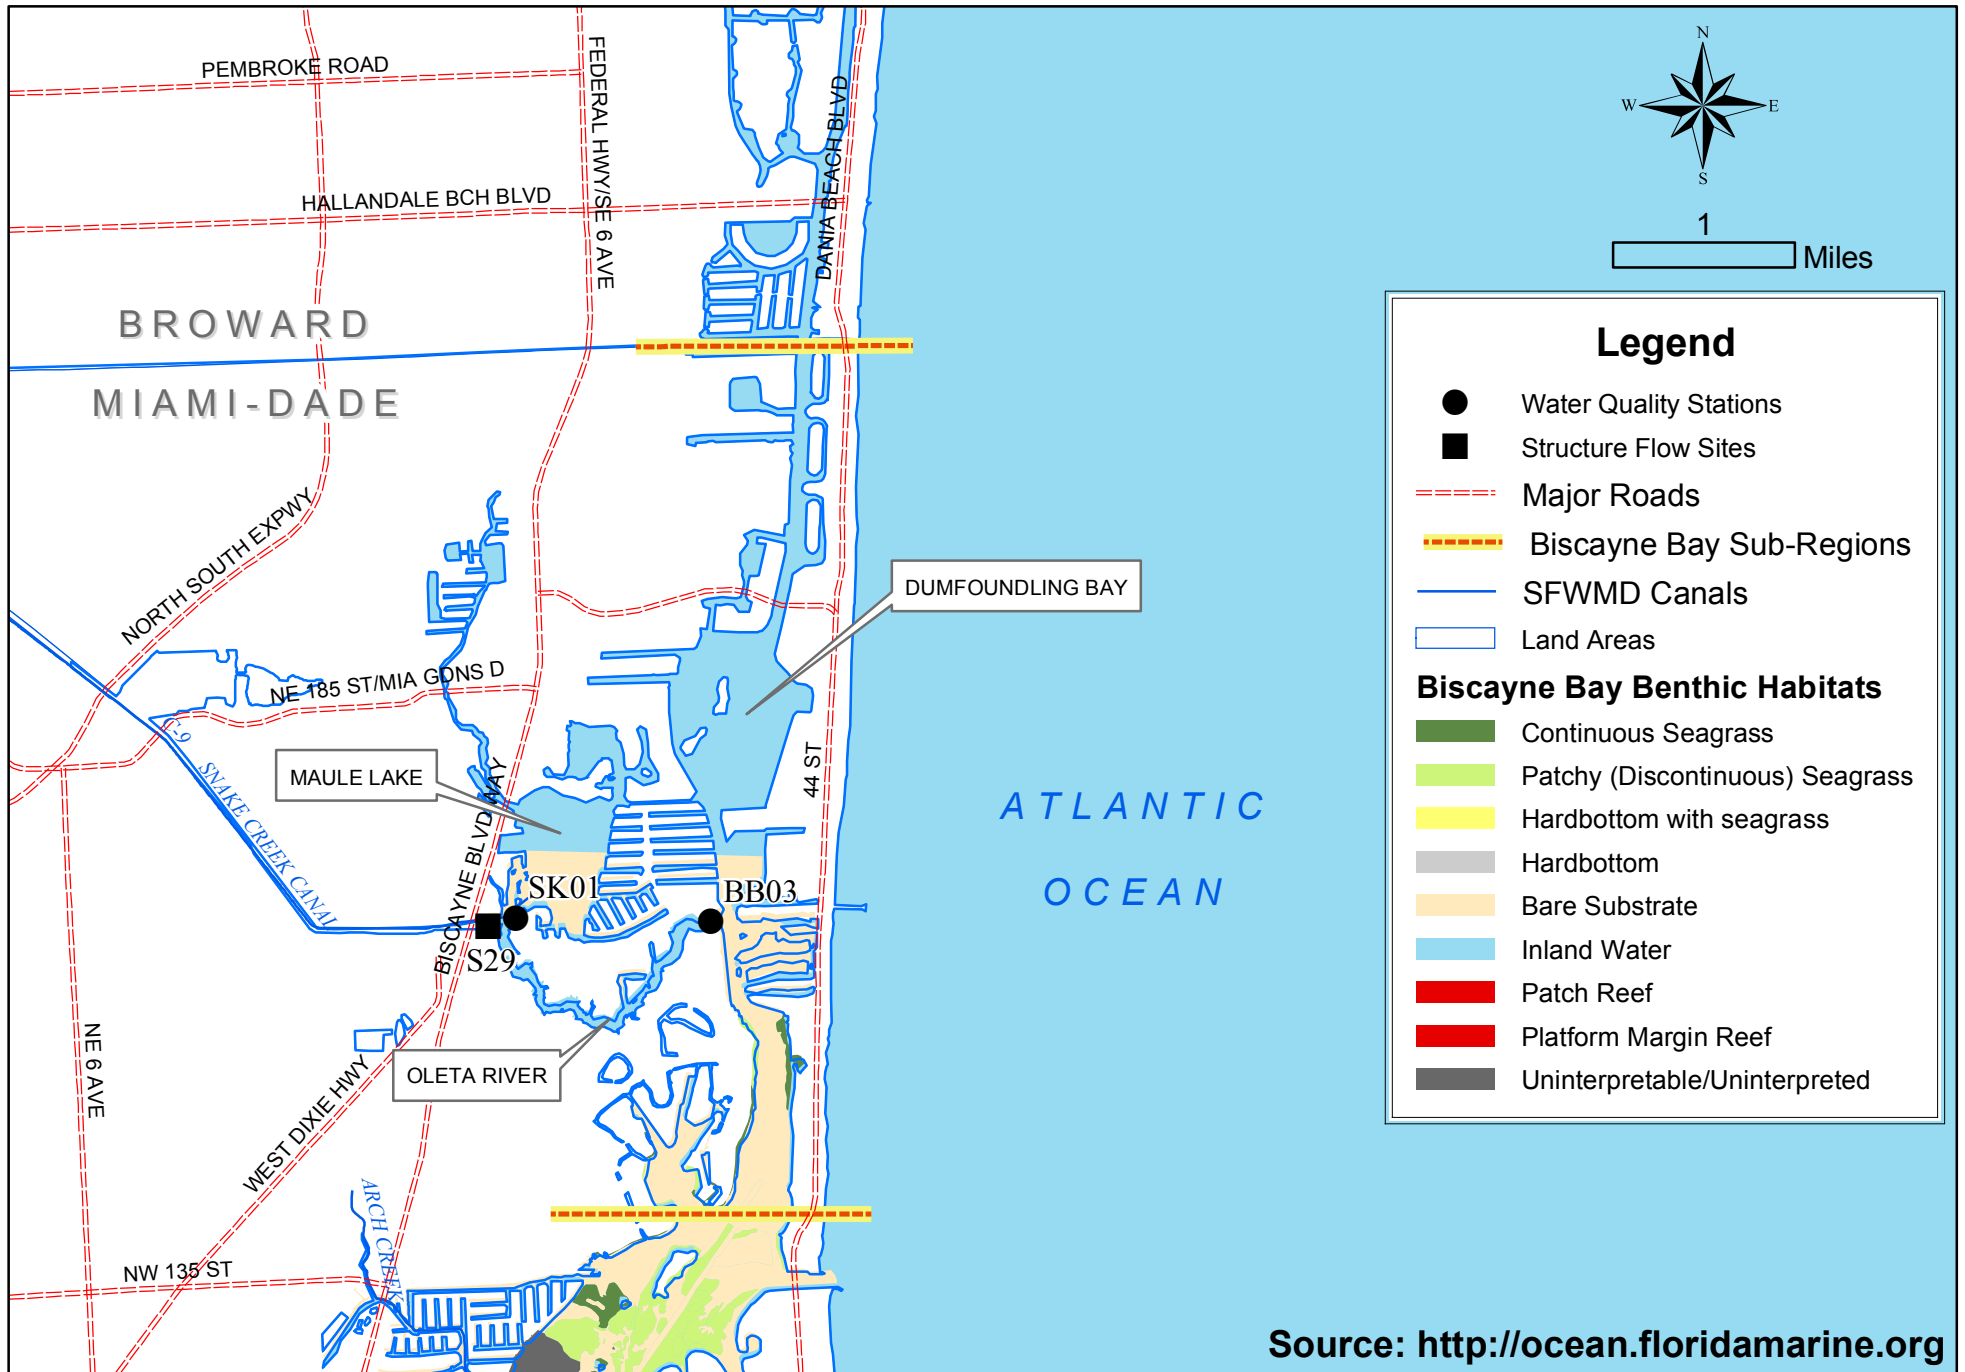 PEMBROKE ROAD
FEDERAL HWY/SE 6 AVE
DANIA BEACH BLVD
HALLANDALE BCH BLVD
BROWARD
MIAMI-DADE
NORTH SOUTH EXPWY
DUMFOUNDLING BAY
NE 185 ST/MIA GDNS D
C-9
SNAKE CREEK CANAL
MAULE LAKE
BISCAYNE BLVD WAY
44 ST
ATLANTIC
OCEAN
SK01
BB03
S29
OLETA RIVER
NE 6 AVE
WEST DIXIE HWY
ARCH CREEK
NW 135 ST
N
W
E
S
1
Miles
Legend
Water Quality Stations
Structure Flow Sites
Major Roads
Biscayne Bay Sub-Regions
SFWMD Canals
Land Areas
Biscayne Bay Benthic Habitats
Continuous Seagrass
Patchy (Discontinuous) Seagrass
Hardbottom with seagrass
Hardbottom
Bare Substrate
Inland Water
Patch Reef
Platform Margin Reef
Uninterpretable/Uninterpreted
Source: http://ocean.floridamarine.org